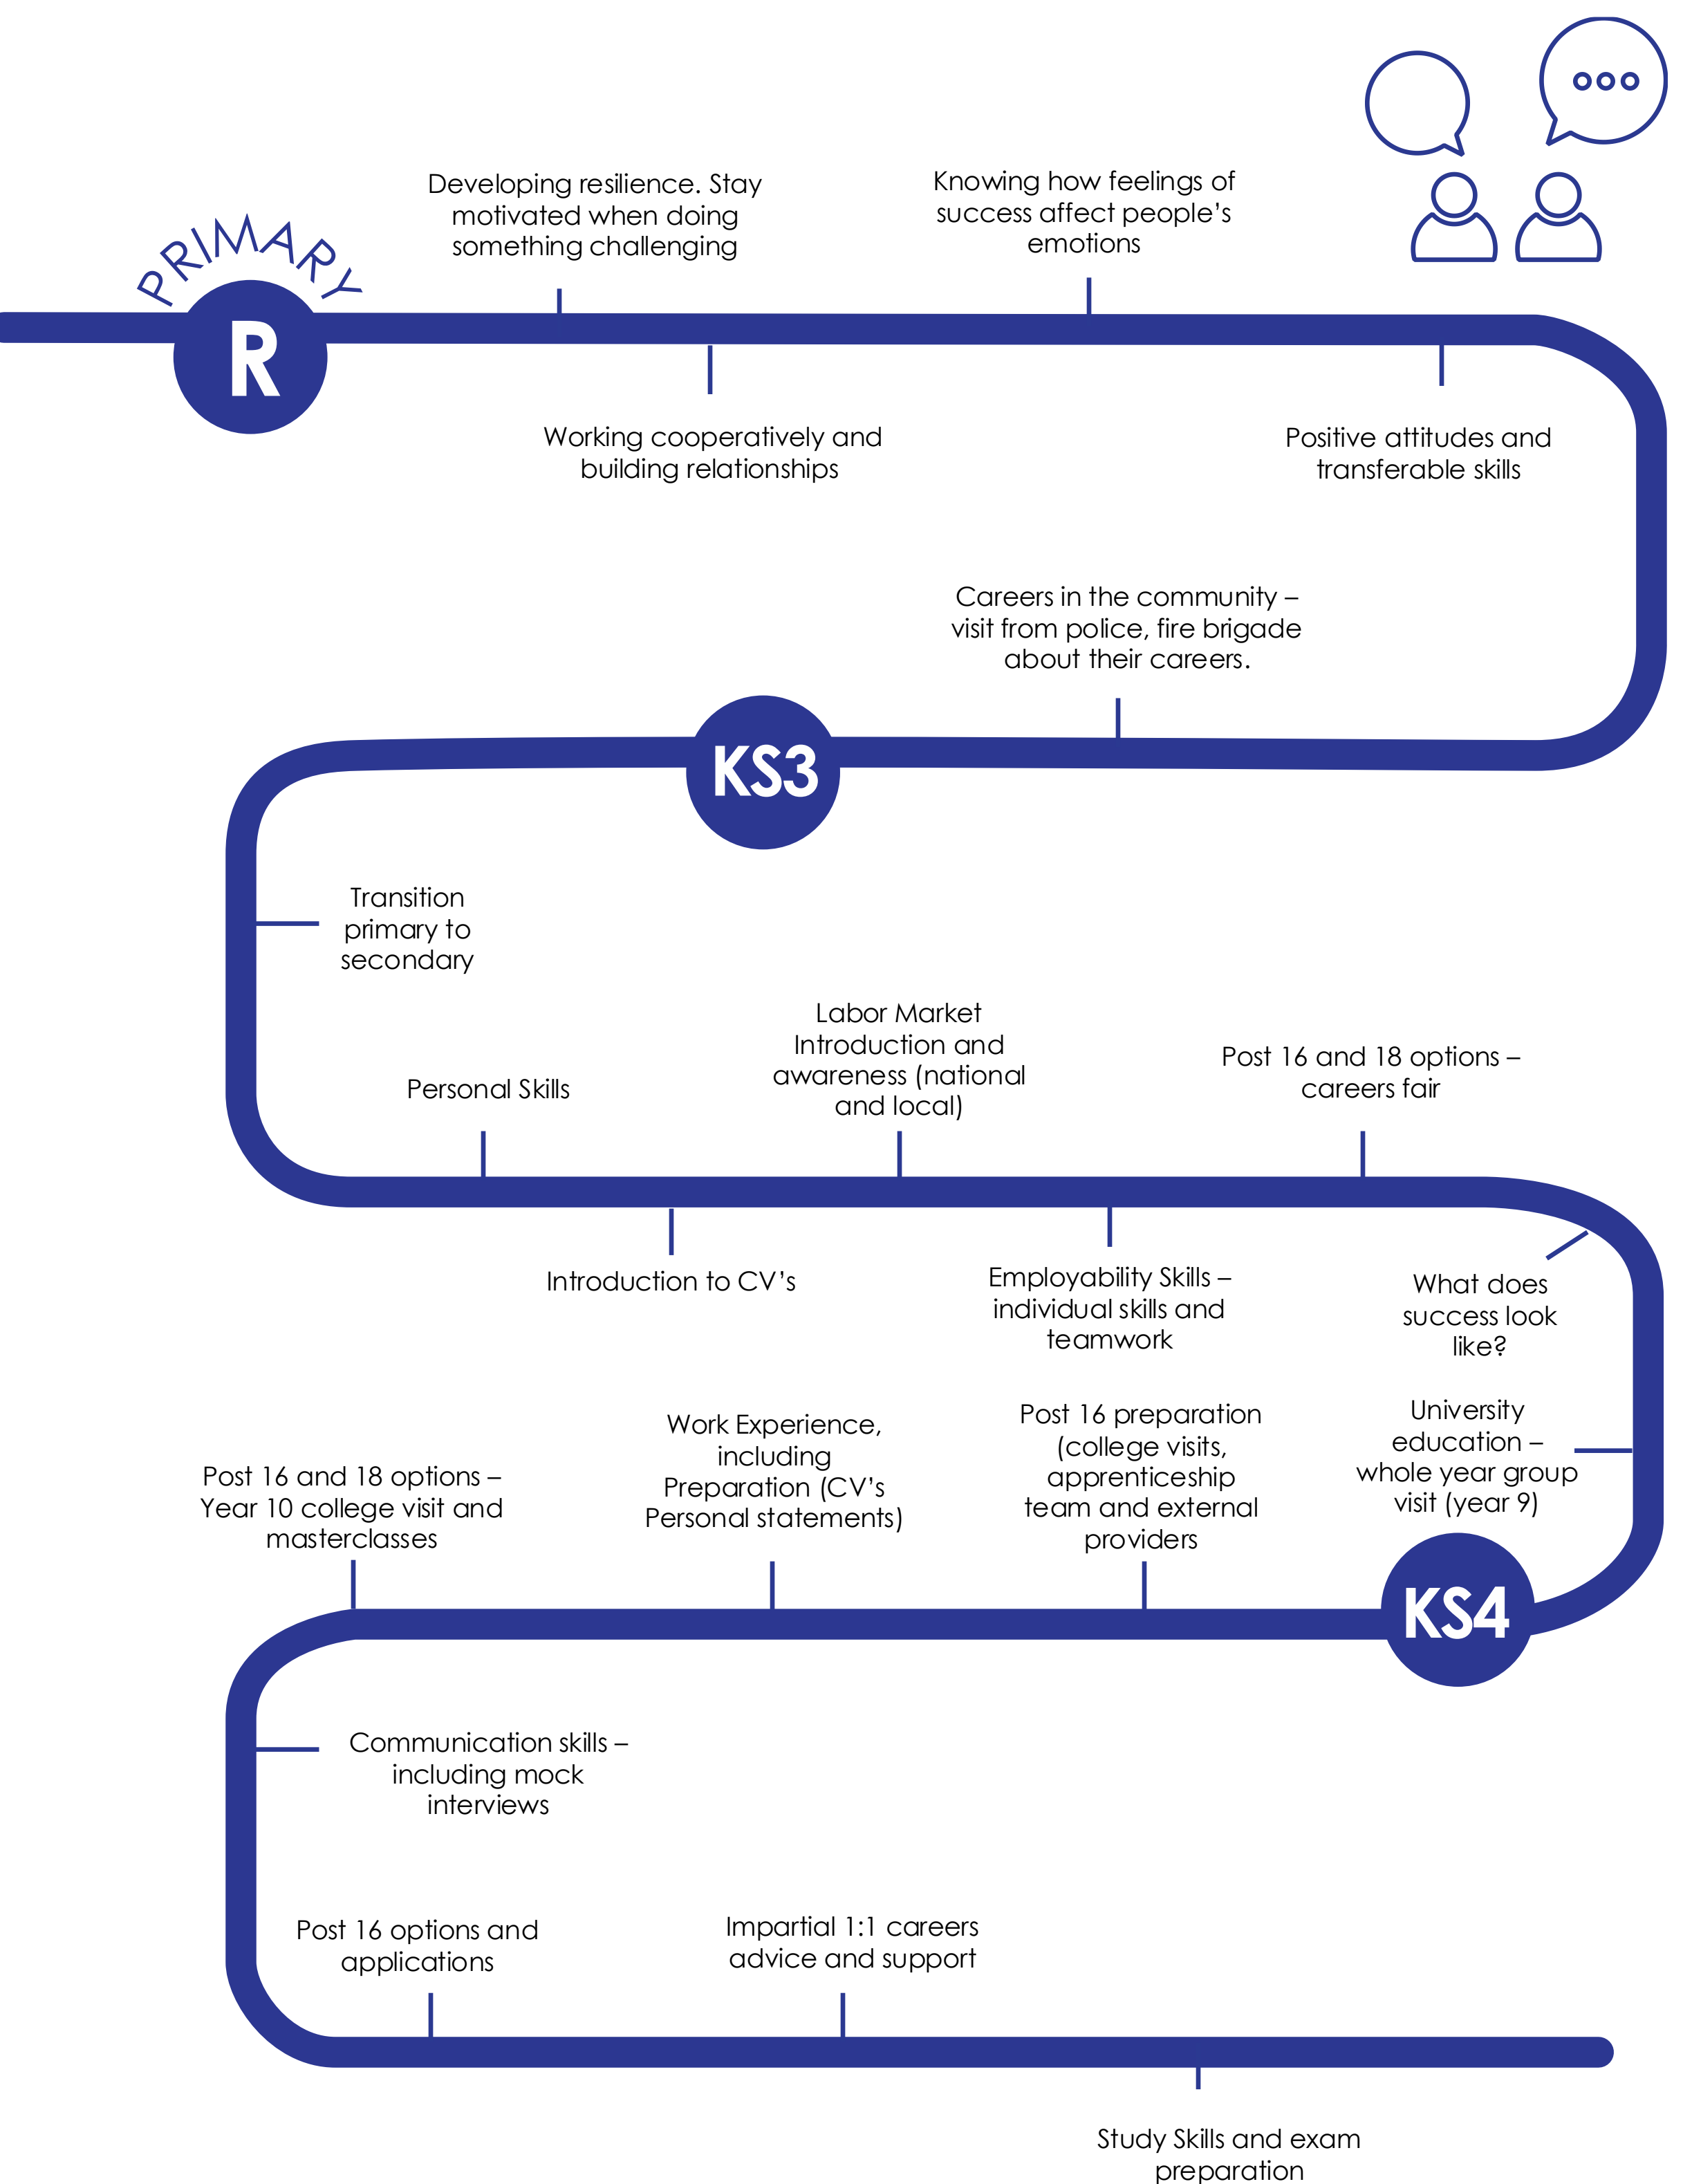 PRIMARY
R
Developing resilience. Stay
motivated when doing
something challenging
Working cooperatively and
building relationships
Knowing how feelings of
success affect people’s
emotions
Positive attitudes and
transferable skills
Careers in the community –
visit from police, fire brigade
about their careers.
KS3
Transition
primary to
secondary
Personal Skills
Introduction to CV’s
Labor Market
Introduction and
awareness (national
and local)
Employability Skills –
individual skills and
teamwork
Post 16 and 18 options –
careers fair
What does
success look
like?
University
education –
whole year group
visit (year 9)
KS4
Post 16 preparation
(college visits,
apprenticeship
team and external
providers
Work Experience,
including
Preparation (CV’s
Personal statements)
Post 16 and 18 options –
Year 10 college visit and
masterclasses
Communication skills –
including mock
interviews
Post 16 options and
applications
Impartial 1:1 careers
advice and support
Study Skills and exam
preparation